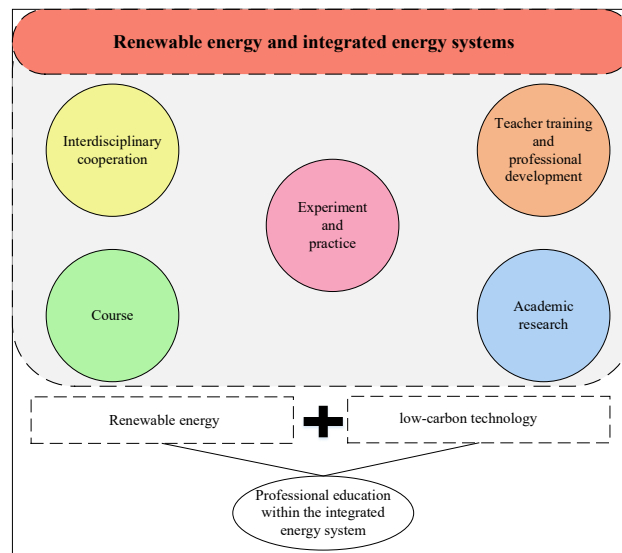 Renewable energy and integrated energy systems
Interdisciplinary
cooperation
Teacher training
and
professional
development
Experiment
and
practice
Course
Academic
research
Renewable energy
low-carbon technology
Professional education
within the integrated
energy system